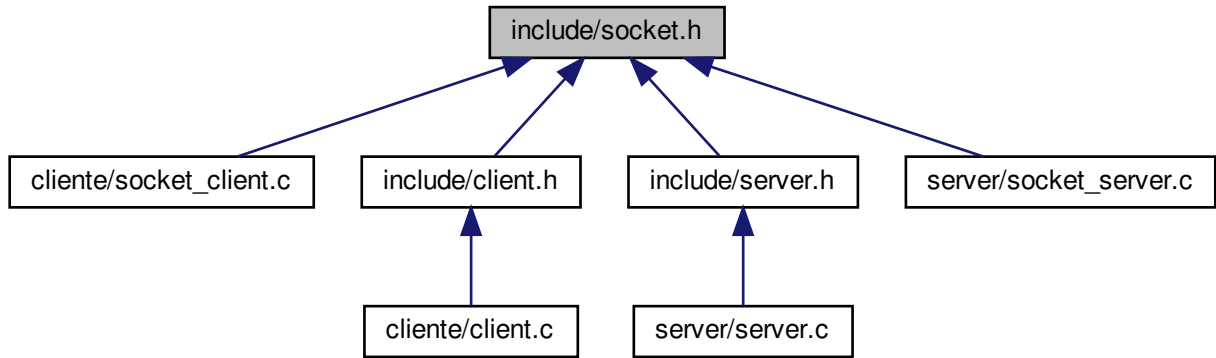 include/socket.h
cliente/socket_client.c
include/client.h
include/server.h
server/socket_server.c
cliente/client.c
server/server.c